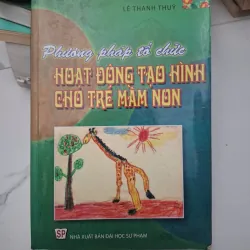 LÊ THANH THUỶ
Phương pháp tổ chức
HOẠT ĐỘNG TẠO HÌNH
CHO TRẺ MẦM NON
SP
NHÀ XUẤT BẢN ĐẠI HỌC SƯ PHẠM